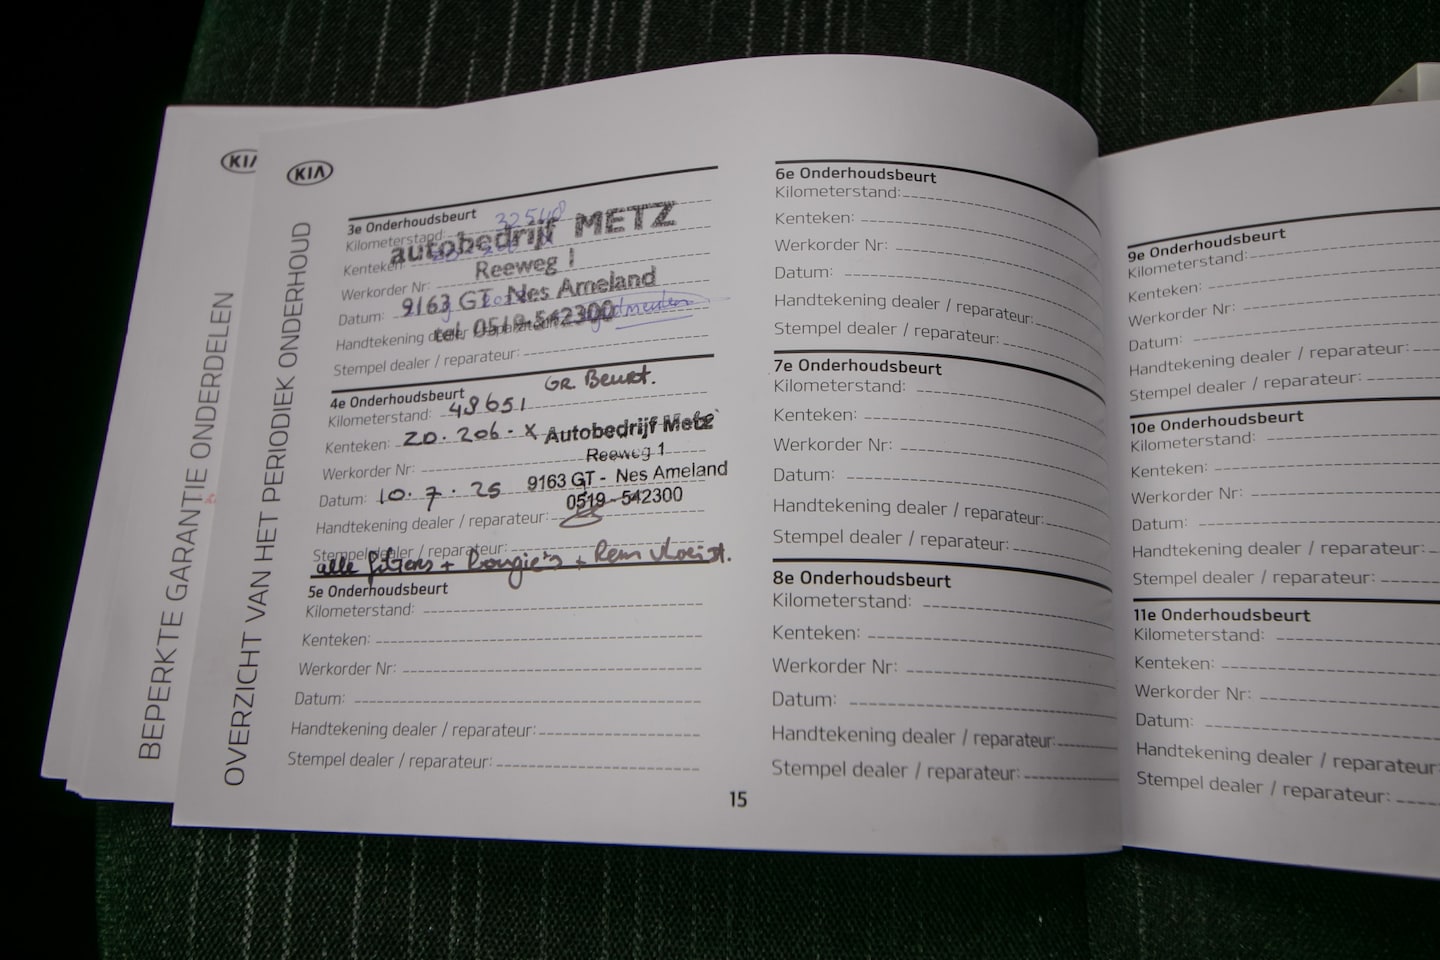 KIA
BEPERKTE GARANTIE ONDERDELEN
KIA
OVERZICHT VAN HET PERIODIEK ONDERHOUD
3e Onderhoudsbeurt
Kilometerstand: 32548
Kenteken:
Werkorder Nr:
Datum:
Handtekening dealer / reparateur:
Stempel dealer / reparateur:
autobedrijf METZ
Reeweg 1
9163 GT Nes Ameland
tel. 0519-542300
4e Onderhoudsbeurt GR Beurt.
Kilometerstand: 48651
Kenteken: ZO.206.X
Werkorder Nr:
Datum: 10.7.25
Handtekening dealer / reparateur:
Stempel dealer / reparateur:
Autobedrijf Metz
Reeweg 1
9163 GT - Nes Ameland
0519-542300
alle filters + Bougie's + Rem vloeist.
5e Onderhoudsbeurt
Kilometerstand:
Kenteken:
Werkorder Nr:
Datum:
Handtekening dealer / reparateur:
Stempel dealer / reparateur:
6e Onderhoudsbeurt
Kilometerstand:
Kenteken:
Werkorder Nr:
Datum:
Handtekening dealer / reparateur:
Stempel dealer / reparateur:
7e Onderhoudsbeurt
Kilometerstand:
Kenteken:
Werkorder Nr:
Datum:
Handtekening dealer / reparateur:
Stempel dealer / reparateur:
8e Onderhoudsbeurt
Kilometerstand:
Kenteken:
Werkorder Nr:
Datum:
Handtekening dealer / reparateur:
Stempel dealer / reparateur:
15
9e Onderhoudsbeurt
Kilometerstand:
Kenteken:
Werkorder Nr:
Datum:
Handtekening dealer / reparateur:
Stempel dealer / reparateur:
10e Onderhoudsbeurt
Kilometerstand:
Kenteken:
Werkorder Nr:
Datum:
Handtekening dealer / reparateur:
Stempel dealer / reparateur:
11e Onderhoudsbeurt
Kilometerstand:
Kenteken:
Werkorder Nr:
Datum:
Handtekening dealer / reparateur
Stempel dealer / reparateur: